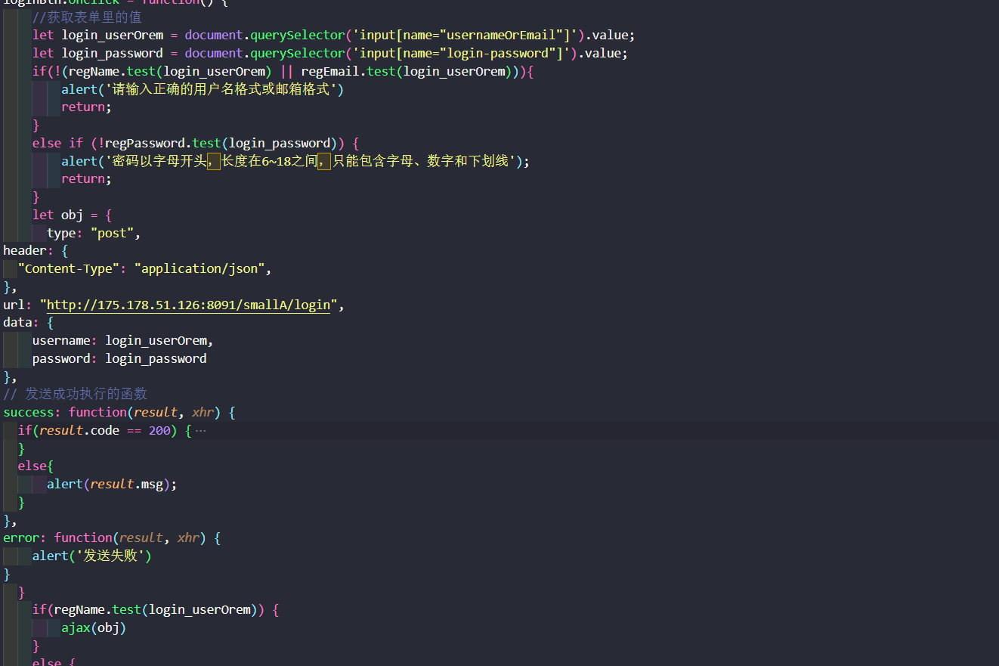 loginBtn.onclick = function() {
//获取表单里的值
let login_userOrem = document.querySelector('input[name="usernameOrEmail"]').value;
let login_password = document.querySelector('input[name="login-password"]').value;
if(!(regName.test(login_userOrem) || regEmail.test(login_userOrem))){
alert('请输入正确的用户名格式或邮箱格式')
return;
}
else if (!regPassword.test(login_password)) {
alert('密码以字母开头，长度在6~18之间，只能包含字母、数字和下划线');
return;
}
let obj = {
type: "post",
header: {
"Content-Type": "application/json",
},
url: "http://175.178.51.126:8091/smallA/login",
data: {
username: login_userOrem,
password: login_password
},
// 发送成功执行的函数
success: function(result, xhr) {
if(result.code == 200) {···
}
else{
alert(result.msg);
}
},
error: function(result, xhr) {
alert('发送失败')
}
}
if(regName.test(login_userOrem)) {
ajax(obj)
}
else {